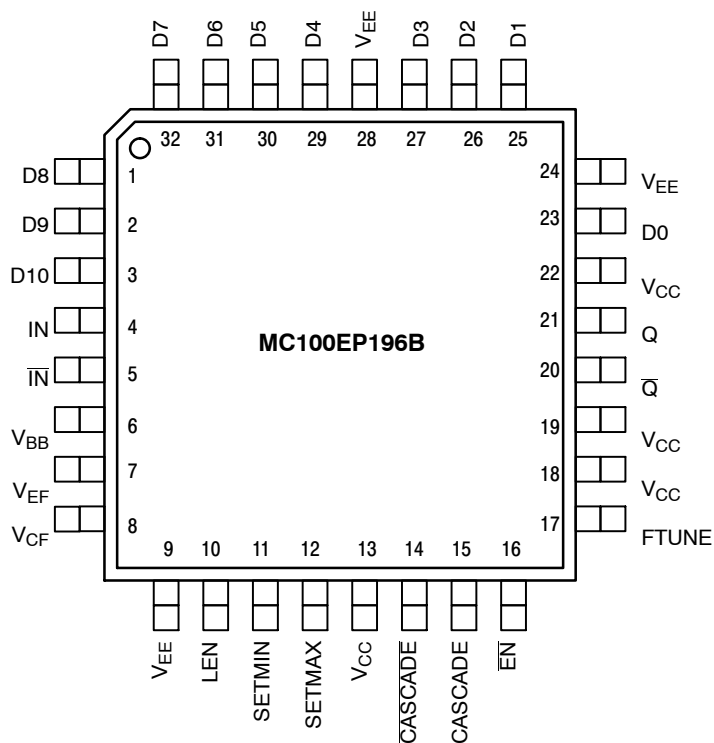 D7 D6 D5 D4 VEE D3 D2 D1
32 31 30 29 28 27 26 25
D8 1 24 VEE
D9 2 23 D0
D10 3 22 VCC
IN 4 MC100EP196B 21 Q
I̅N̅ 5 20 Q̅
VBB 6 19 VCC
VEF 7 18 VCC
VCF 8 17 FTUNE
9 10 11 12 13 14 15 16
VEE LEN SETMIN SETMAX VCC C̅A̅S̅C̅A̅D̅E̅ CASCADE E̅N̅